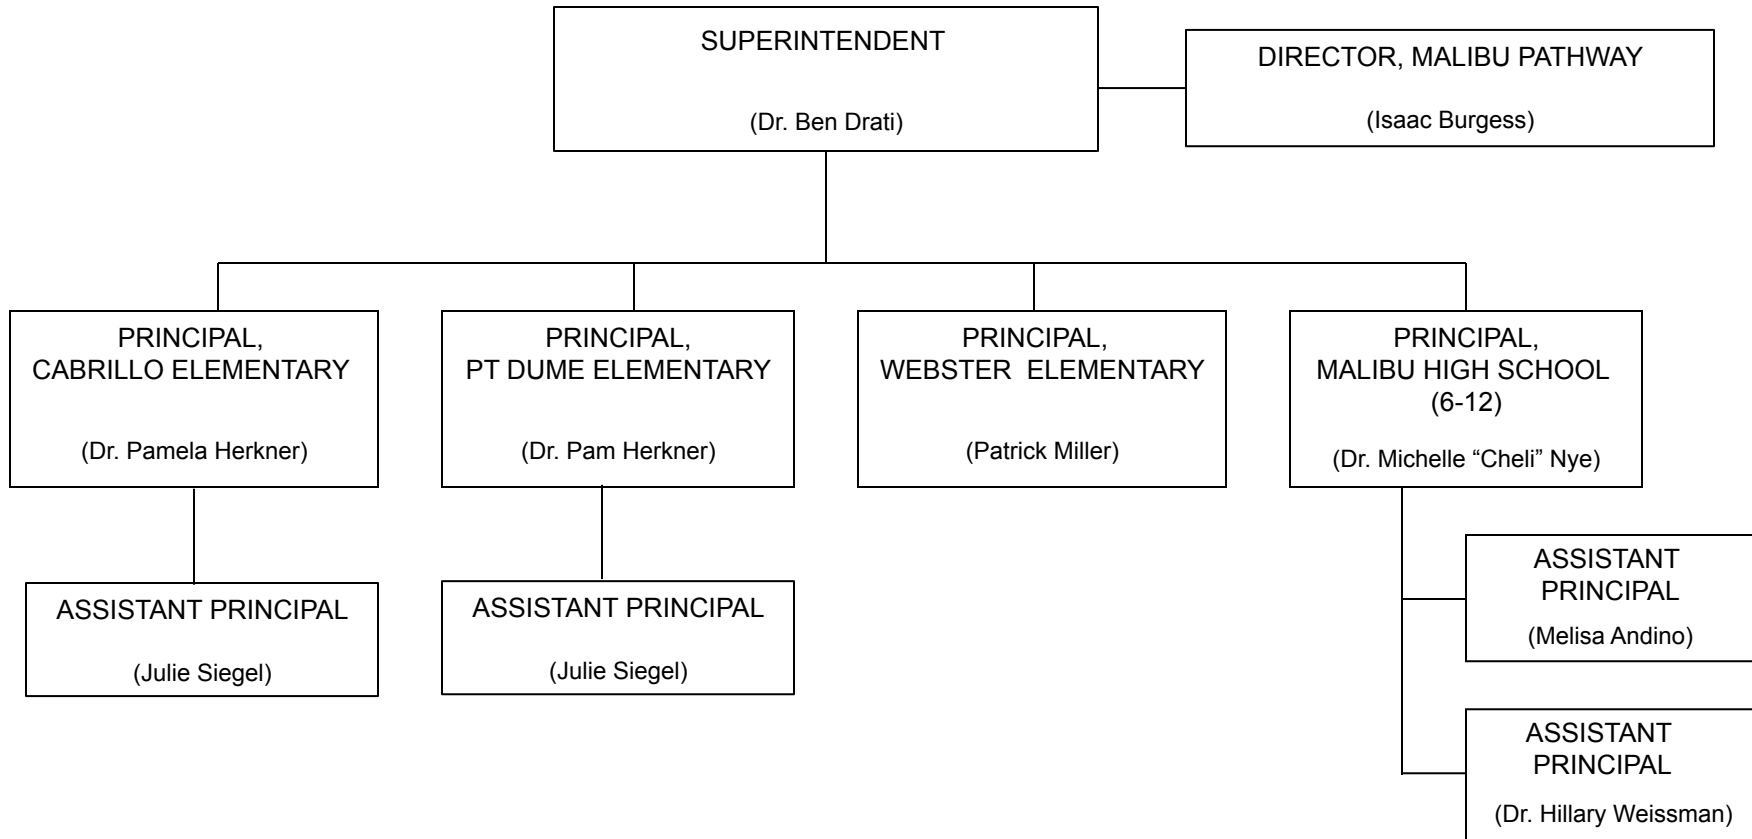 SUPERINTENDENT
(Dr. Ben Drati)
DIRECTOR, MALIBU PATHWAY
(Isaac Burgess)
PRINCIPAL,
CABRILLO ELEMENTARY
(Dr. Pamela Herkner)
PRINCIPAL,
PT DUME ELEMENTARY
(Dr. Pam Herkner)
PRINCIPAL,
WEBSTER  ELEMENTARY
(Patrick Miller)
PRINCIPAL,
MALIBU HIGH SCHOOL
(6-12)
(Dr. Michelle “Cheli” Nye)
ASSISTANT PRINCIPAL
(Julie Siegel)
ASSISTANT PRINCIPAL
(Julie Siegel)
ASSISTANT
PRINCIPAL
(Melisa Andino)
ASSISTANT
PRINCIPAL
(Dr. Hillary Weissman)